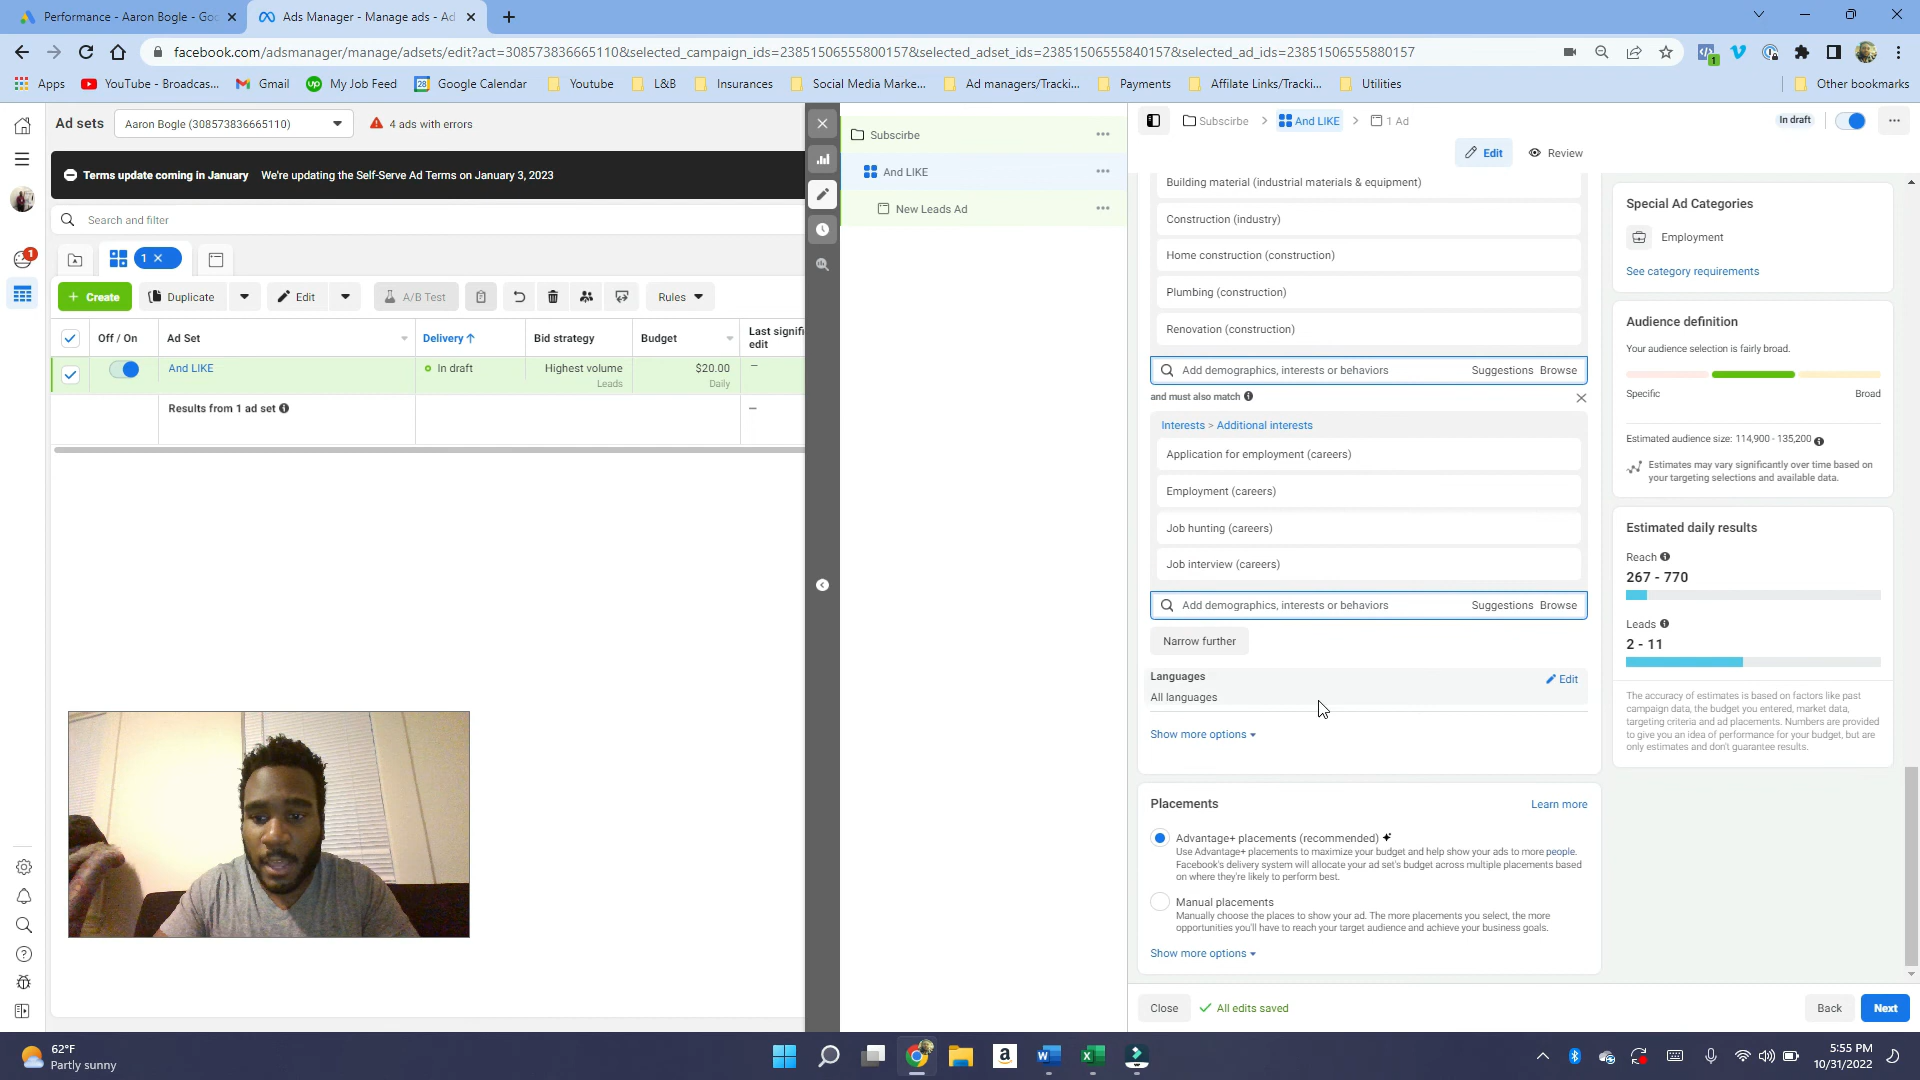 Performance - Aaron Bogle - Goo
Ads Manager - Manage ads - Ad
facebook.com/adsmanager/manage/adsets/edit?act=308573836665110&selected_campaign_ids=23851506555800157&selected_adset_ids=23851506555840157&selected_ad_ids=23851506555880157
Apps
YouTube - Broadcas...
Gmail
My Job Feed
Google Calendar
Youtube
L&B
Insurances
Social Media Marke...
Ad managers/Tracki...
Payments
Affilate Links/Tracki...
Utilities
Other bookmarks
Ad sets
Aaron Bogle (308573836665110)
4 ads with errors
Terms update coming in January We're updating the Self-Serve Ad Terms on January 3, 2023
Search and filter
1
1
Create
Duplicate
Edit
A/B Test
Rules
Off / On
Ad Set
Delivery ↑
Bid strategy
Budget
Last signifi
edit
And LIKE
In draft
Highest volume
Leads
$20.00
Daily
—
Results from 1 ad set
—
Subscirbe
And LIKE
New Leads Ad
Subscirbe > And LIKE > 1 Ad
In draft
Edit
Review
Building material (industrial materials & equipment)
Construction (industry)
Home construction (construction)
Plumbing (construction)
Renovation (construction)
Add demographics, interests or behaviors Suggestions Browse
and must also match
Interests > Additional interests
Application for employment (careers)
Employment (careers)
Job hunting (careers)
Job interview (careers)
Add demographics, interests or behaviors Suggestions Browse
Narrow further
Languages
Edit
All languages
Show more options
Placements
Learn more
Advantage+ placements (recommended)
Use Advantage+ placements to maximize your budget and help show your ads to more people.
Facebook's delivery system will allocate your ad set's budget across multiple placements based
on where they're likely to perform best.
Manual placements
Manually choose the places to show your ad. The more placements you select, the more
opportunities you'll have to reach your target audience and achieve your business goals.
Show more options
Close
All edits saved
Back
Next
Special Ad Categories
Employment
See category requirements
Audience definition
Your audience selection is fairly broad.
Specific
Broad
Estimated audience size: 114,900 - 135,200
Estimates may vary significantly over time based on
your targeting selections and available data.
Estimated daily results
Reach
267 - 770
Leads
2 - 11
The accuracy of estimates is based on factors like past
campaign data, the budget you entered, market data,
targeting criteria and ad placements. Numbers are provided
to give you an idea of performance for your budget, but are
only estimates and don't guarantee results.
62°F
Partly sunny
5:55 PM
10/31/2022